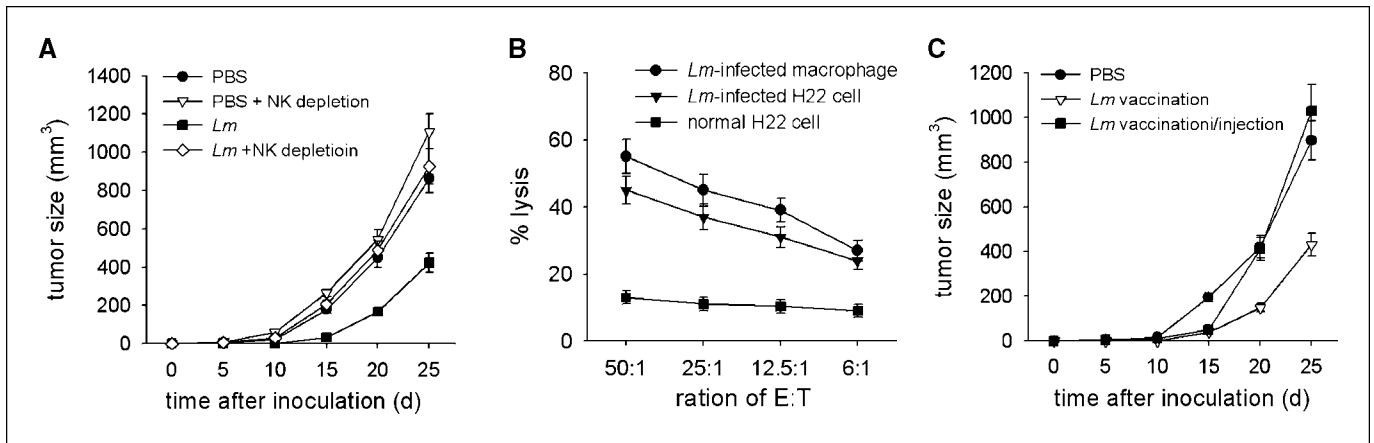 A
PBS
PBS + NK depletion
Lm
Lm +NK depletioin
1400
1200
1000
800
600
400
200
0
tumor size (mm³)
0 5 10 15 20 25
time after inoculation (d)
B
Lm-infected macrophage
Lm-infected H22 cell
normal H22 cell
80
60
40
20
0
% lysis
50:1 25:1 12.5:1 6:1
ration of E:T
C
PBS
Lm vaccination
Lm vaccinationi/injection
1200
1000
800
600
400
200
0
tumor size (mm³)
0 5 10 15 20 25
time after inoculation (d)